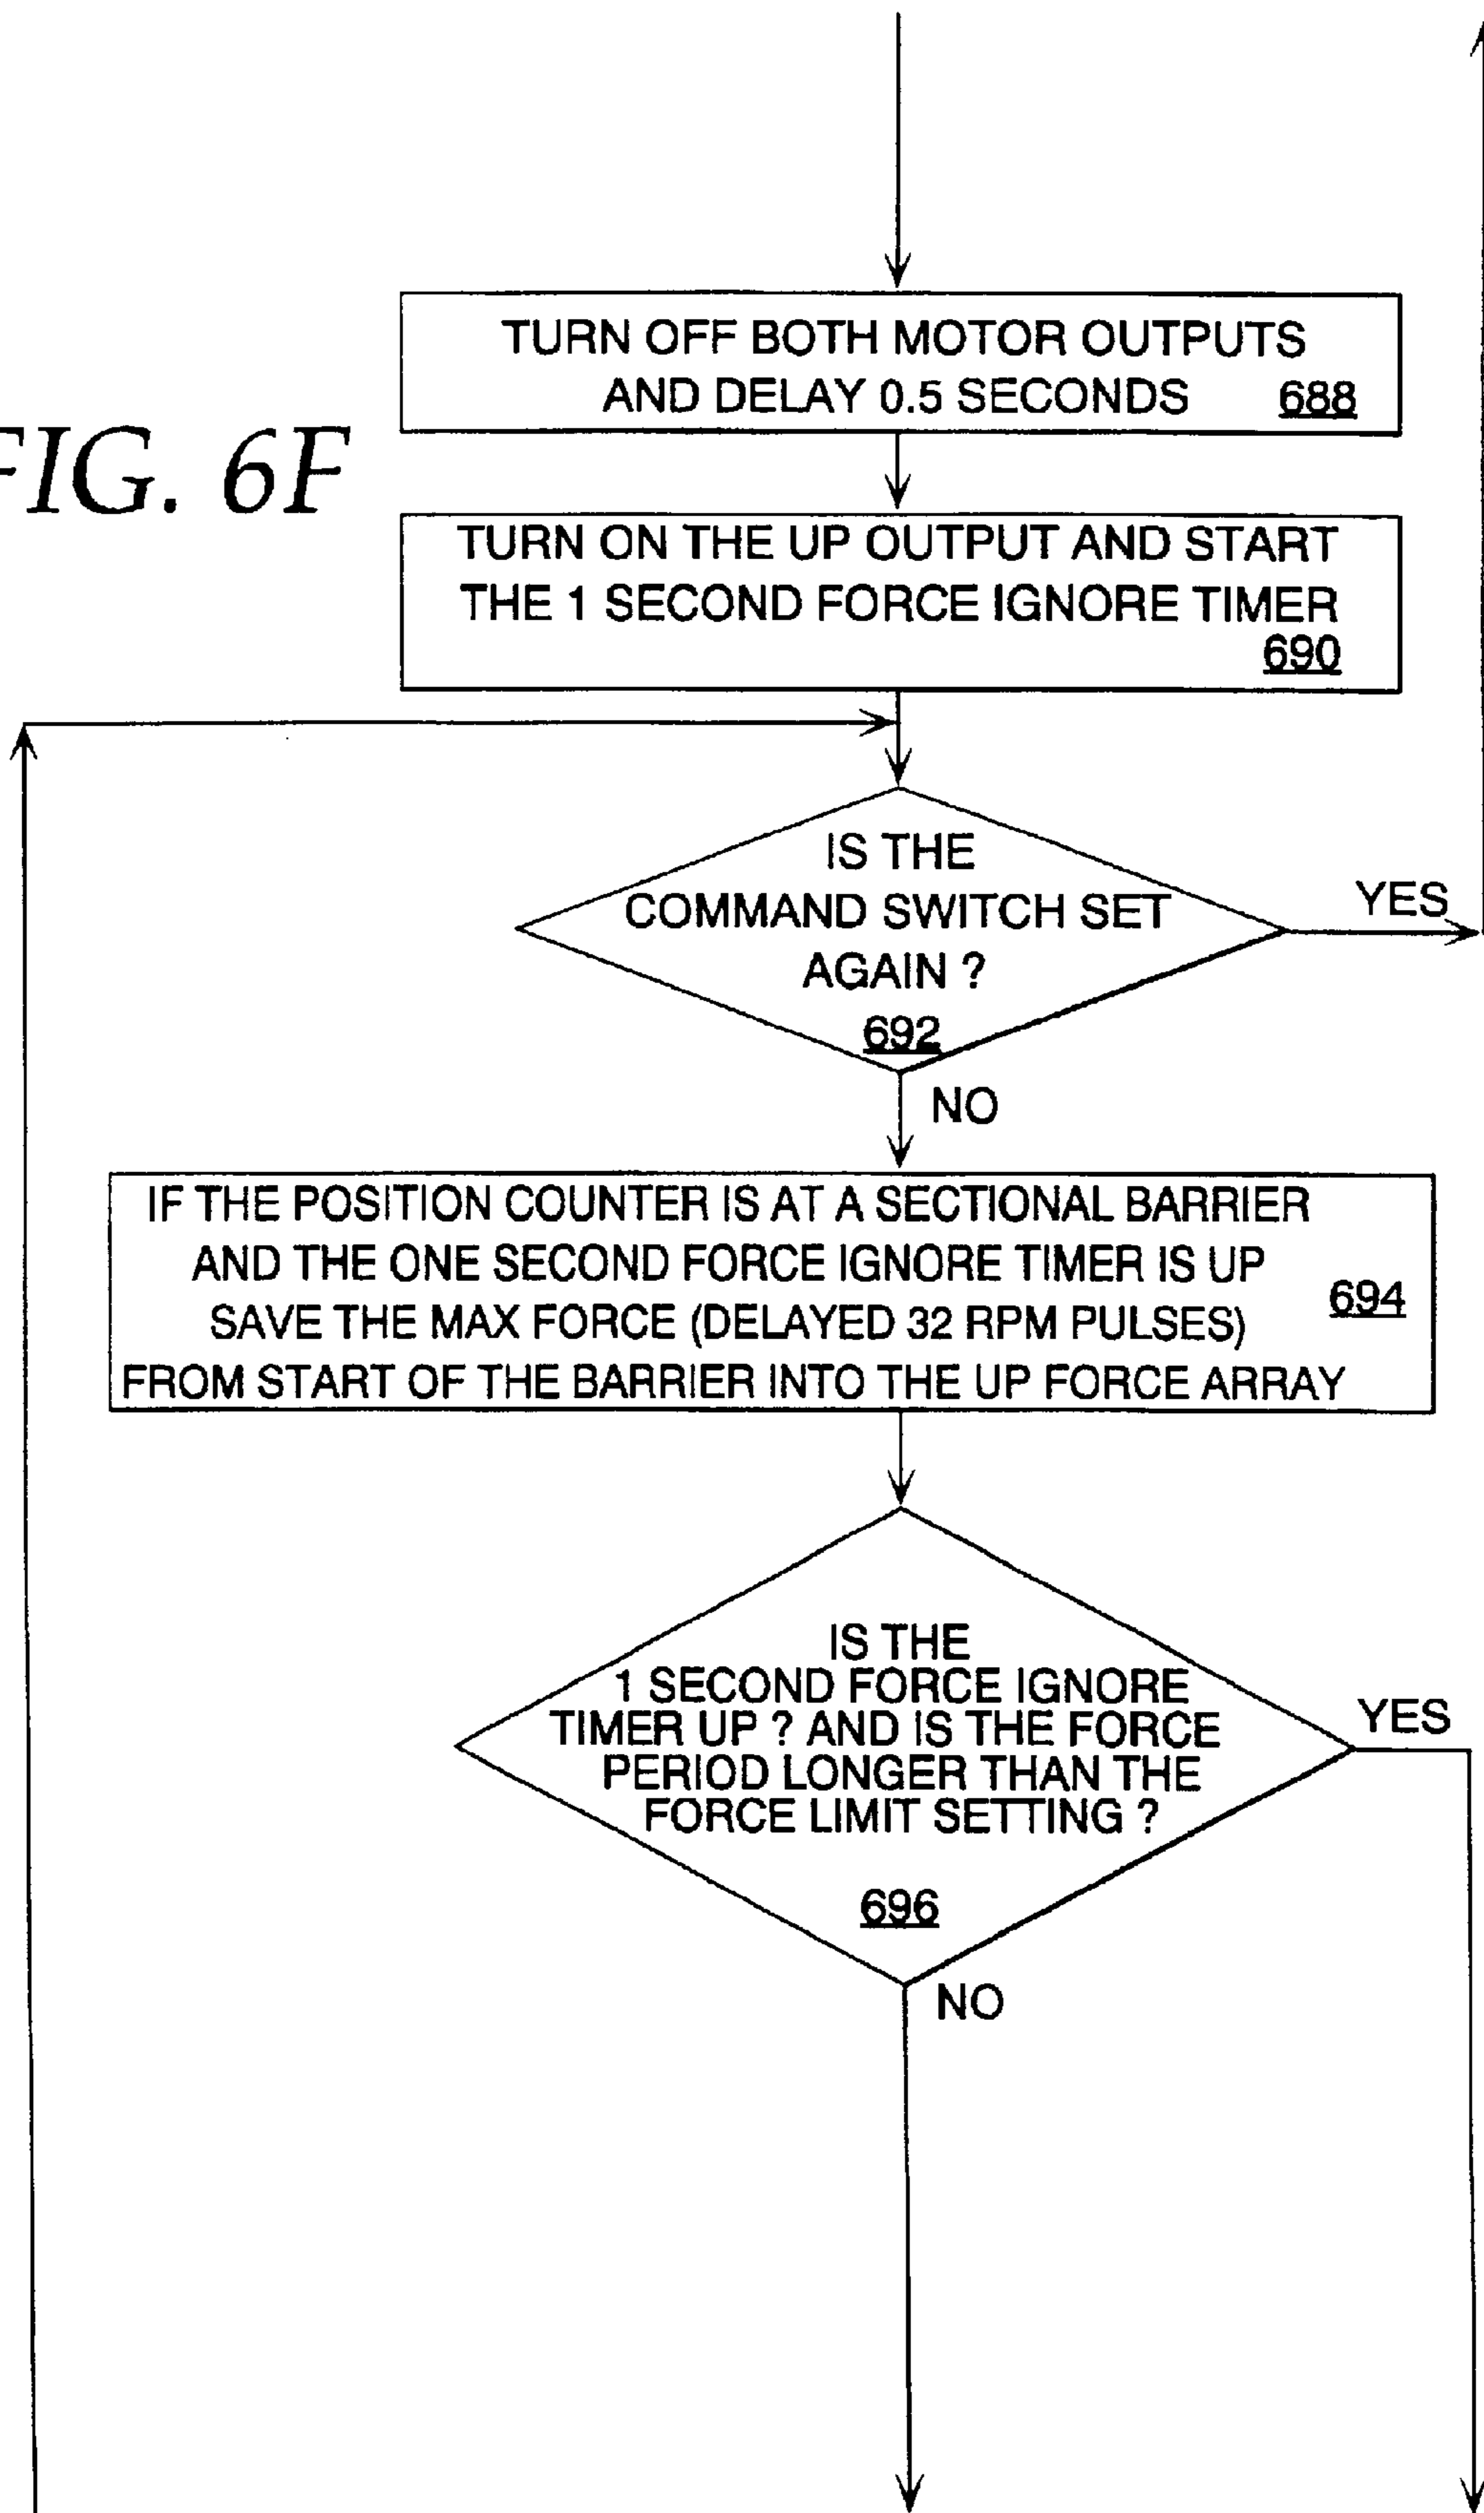 TURN OFF BOTH MOTOR OUTPUTS
AND DELAY 0.5 SECONDS 688
FIG. 6F
TURN ON THE UP OUTPUT AND START
THE 1 SECOND FORCE IGNORE TIMER
690
IS THE
COMMAND SWITCH SET
AGAIN ?
692
YES
NO
IF THE POSITION COUNTER IS AT A SECTIONAL BARRIER
AND THE ONE SECOND FORCE IGNORE TIMER IS UP
SAVE THE MAX FORCE (DELAYED 32 RPM PULSES)
FROM START OF THE BARRIER INTO THE UP FORCE ARRAY
694
IS THE
1 SECOND FORCE IGNORE
TIMER UP ? AND IS THE FORCE
PERIOD LONGER THAN THE
FORCE LIMIT SETTING ?
696
YES
NO